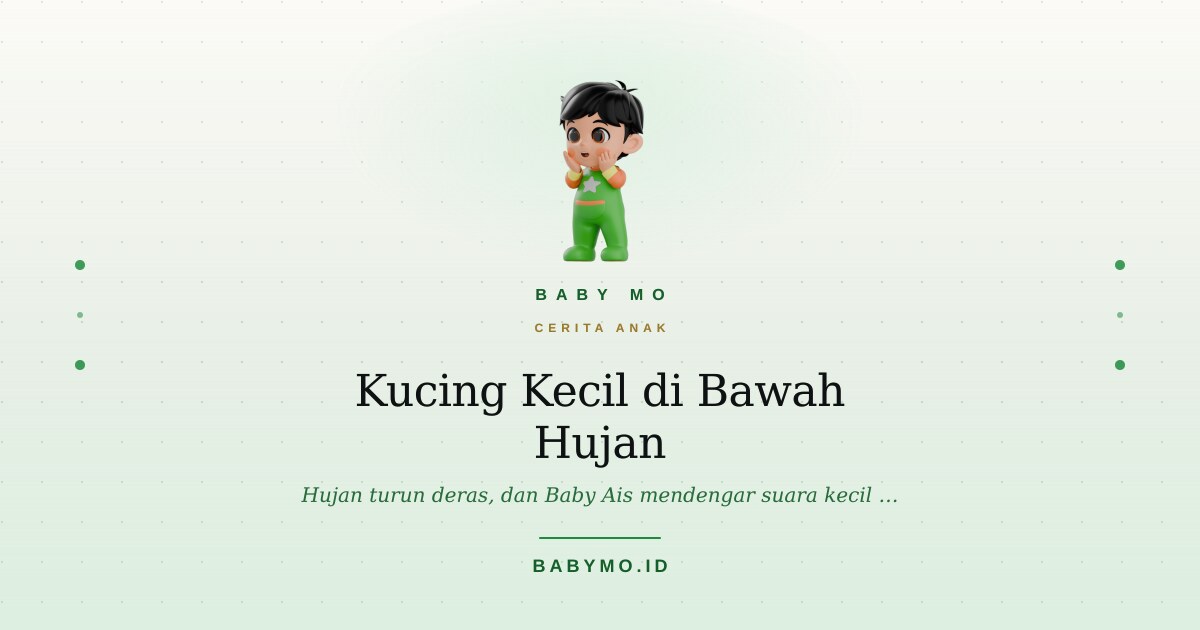 BABY MO
CERITA ANAK
Kucing Kecil di Bawah
Hujan
Hujan turun deras, dan Baby Ais mendengar suara kecil ...
BABYMO.ID